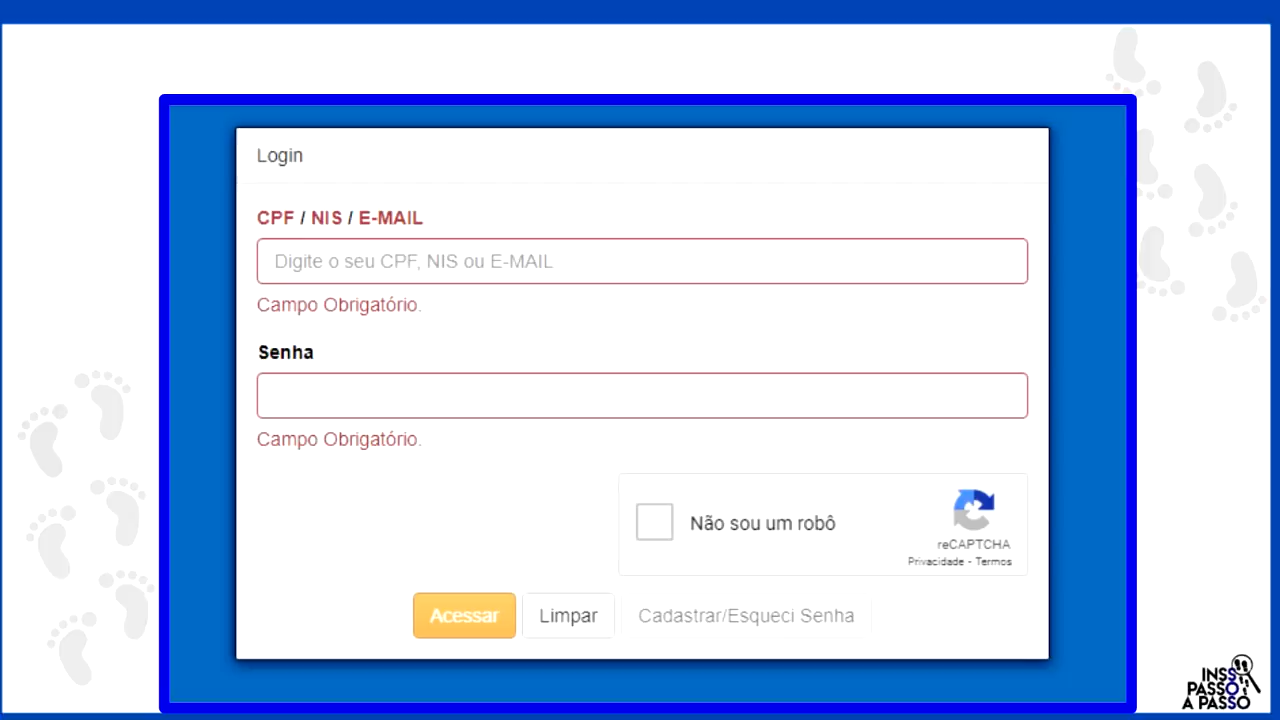 Login
CPF / NIS / E-MAIL
Digite o seu CPF, NIS ou E-MAIL
Campo Obrigatório.
Senha
Campo Obrigatório.
Não sou um robô
reCAPTCHA
Privacidade - Termos
Acessar
Limpar
Cadastrar/Esqueci Senha
INSS
PASSO
A PASSO